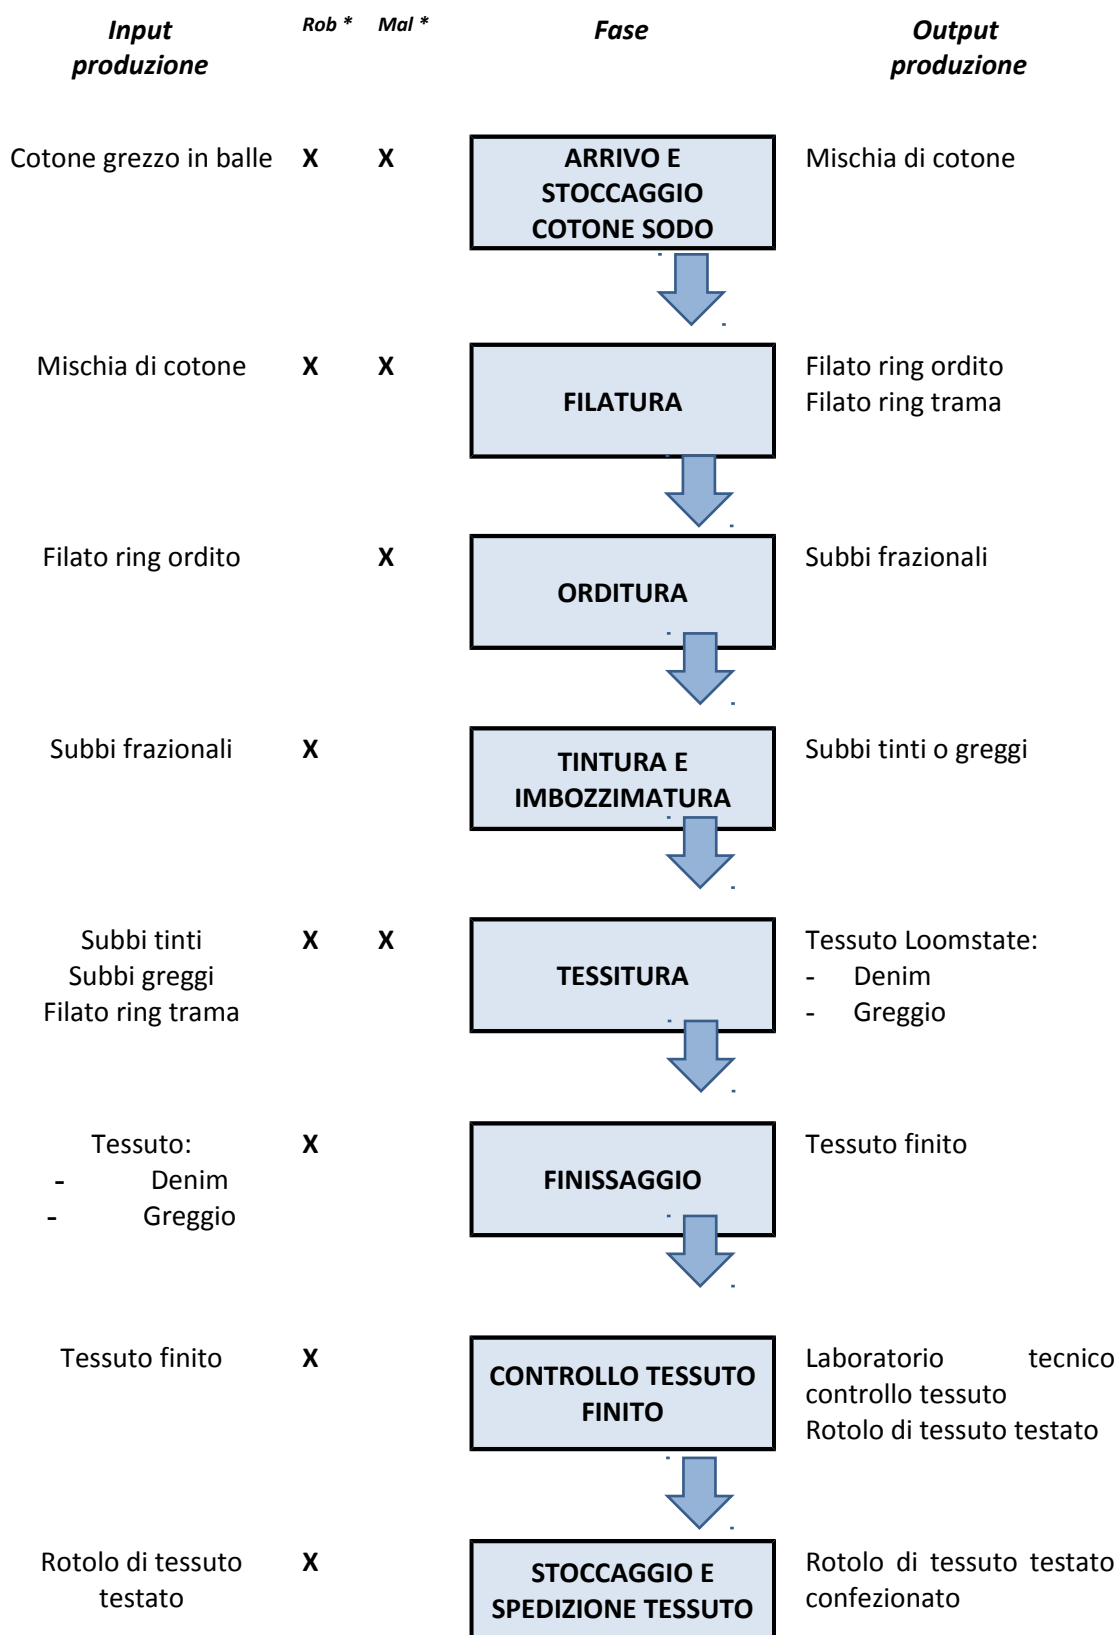 Input Rob * Mal * Fase Output
produzione produzione
Cotone grezzo in balle X X ARRIVO E Mischia di cotone
STOCCAGGIO
COTONE SODO
Mischia di cotone X X Filato ring ordito
FILATURA Filato ring trama
Filato ring ordito X Subbi frazionali
ORDITURA
Subbi frazionali X TINTURA E Subbi tinti o greggi
IMBOZZIMATURA
Subbi tinti X X Tessuto Loomstate:
Subbi greggi TESSITURA - Denim
Filato ring trama - Greggio
Tessuto: X Tessuto finito
- Denim FINISSAGGIO
- Greggio
Tessuto finito X CONTROLLO TESSUTO Laboratorio tecnico
FINITO controllo tessuto
Rotolo di tessuto testato
Rotolo di tessuto X STOCCAGGIO E Rotolo di tessuto testato
testato SPEDIZIONE TESSUTO confezionato